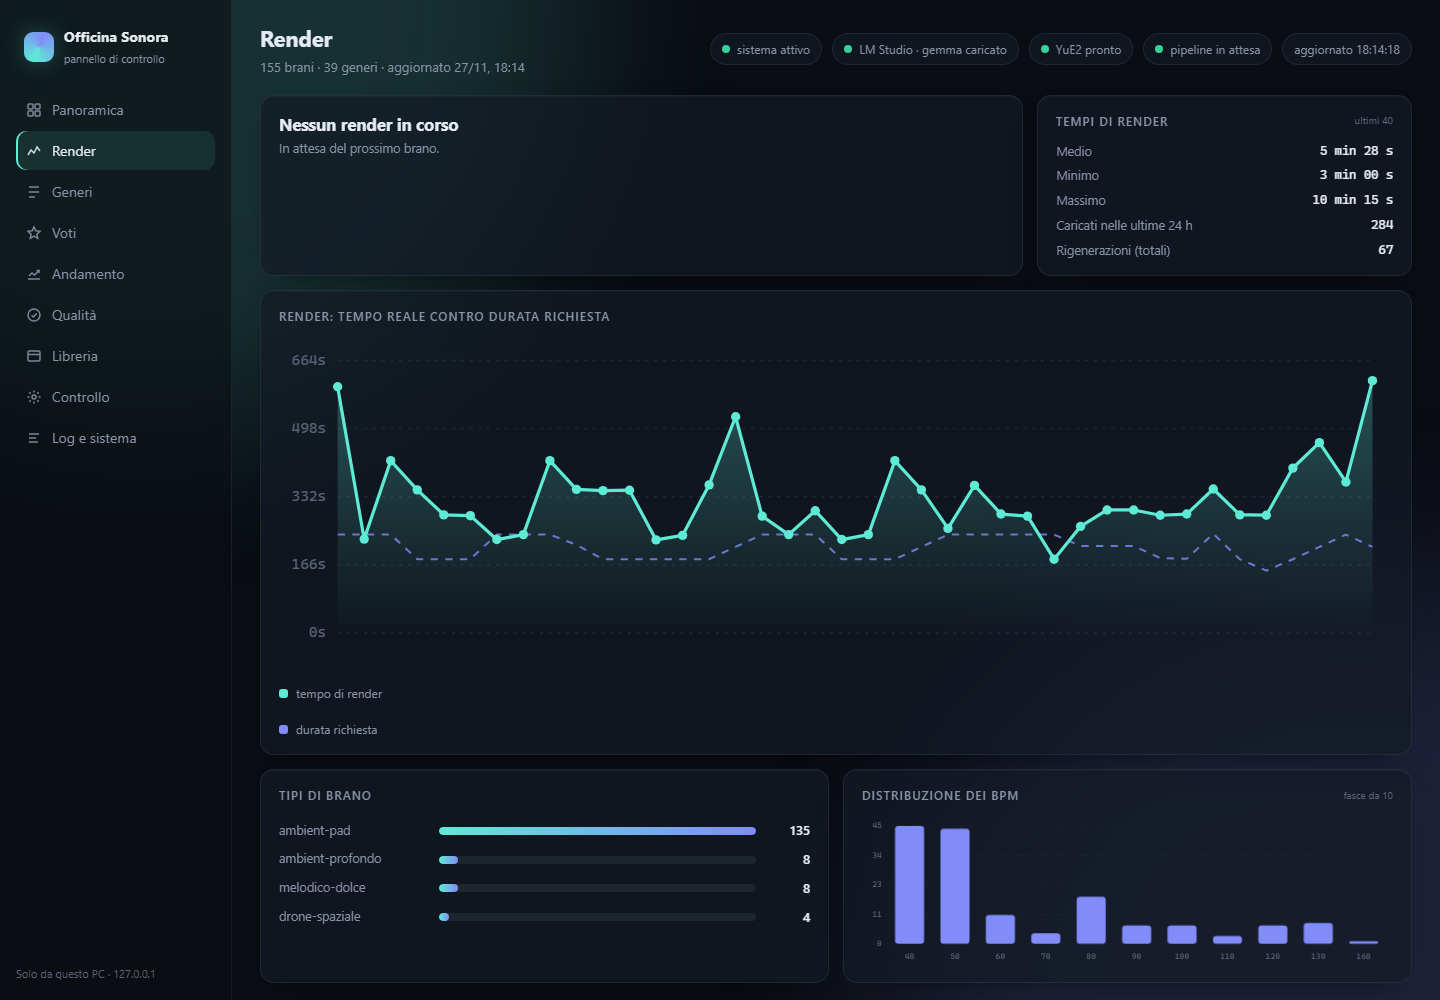 Officina Sonora
pannello di controllo
Panoramica
Render
Generi
Voti
Andamento
Qualità
Libreria
Controllo
Log e sistema
Solo da questo PC · 127.0.0.1
Render
155 brani · 39 generi · aggiornato 27/11, 18:14
sistema attivo
LM Studio · gemma caricato
YuE2 pronto
pipeline in attesa
aggiornato 18:14:18
Nessun render in corso
In attesa del prossimo brano.
TEMPI DI RENDER
ultimi 40
Medio 5 min 28 s
Minimo 3 min 00 s
Massimo 10 min 15 s
Caricati nelle ultime 24 h 284
Rigenerazioni (totali) 67
RENDER: TEMPO REALE CONTRO DURATA RICHIESTA
664s
498s
332s
166s
0s
tempo di render
durata richiesta
TIPI DI BRANO
ambient-pad 135
ambient-profondo 8
melodico-dolce 8
drone-spaziale 4
DISTRIBUZIONE DEI BPM
fasce da 10
45
34
23
11
0
40 50 60 70 80 90 100 110 120 130 160